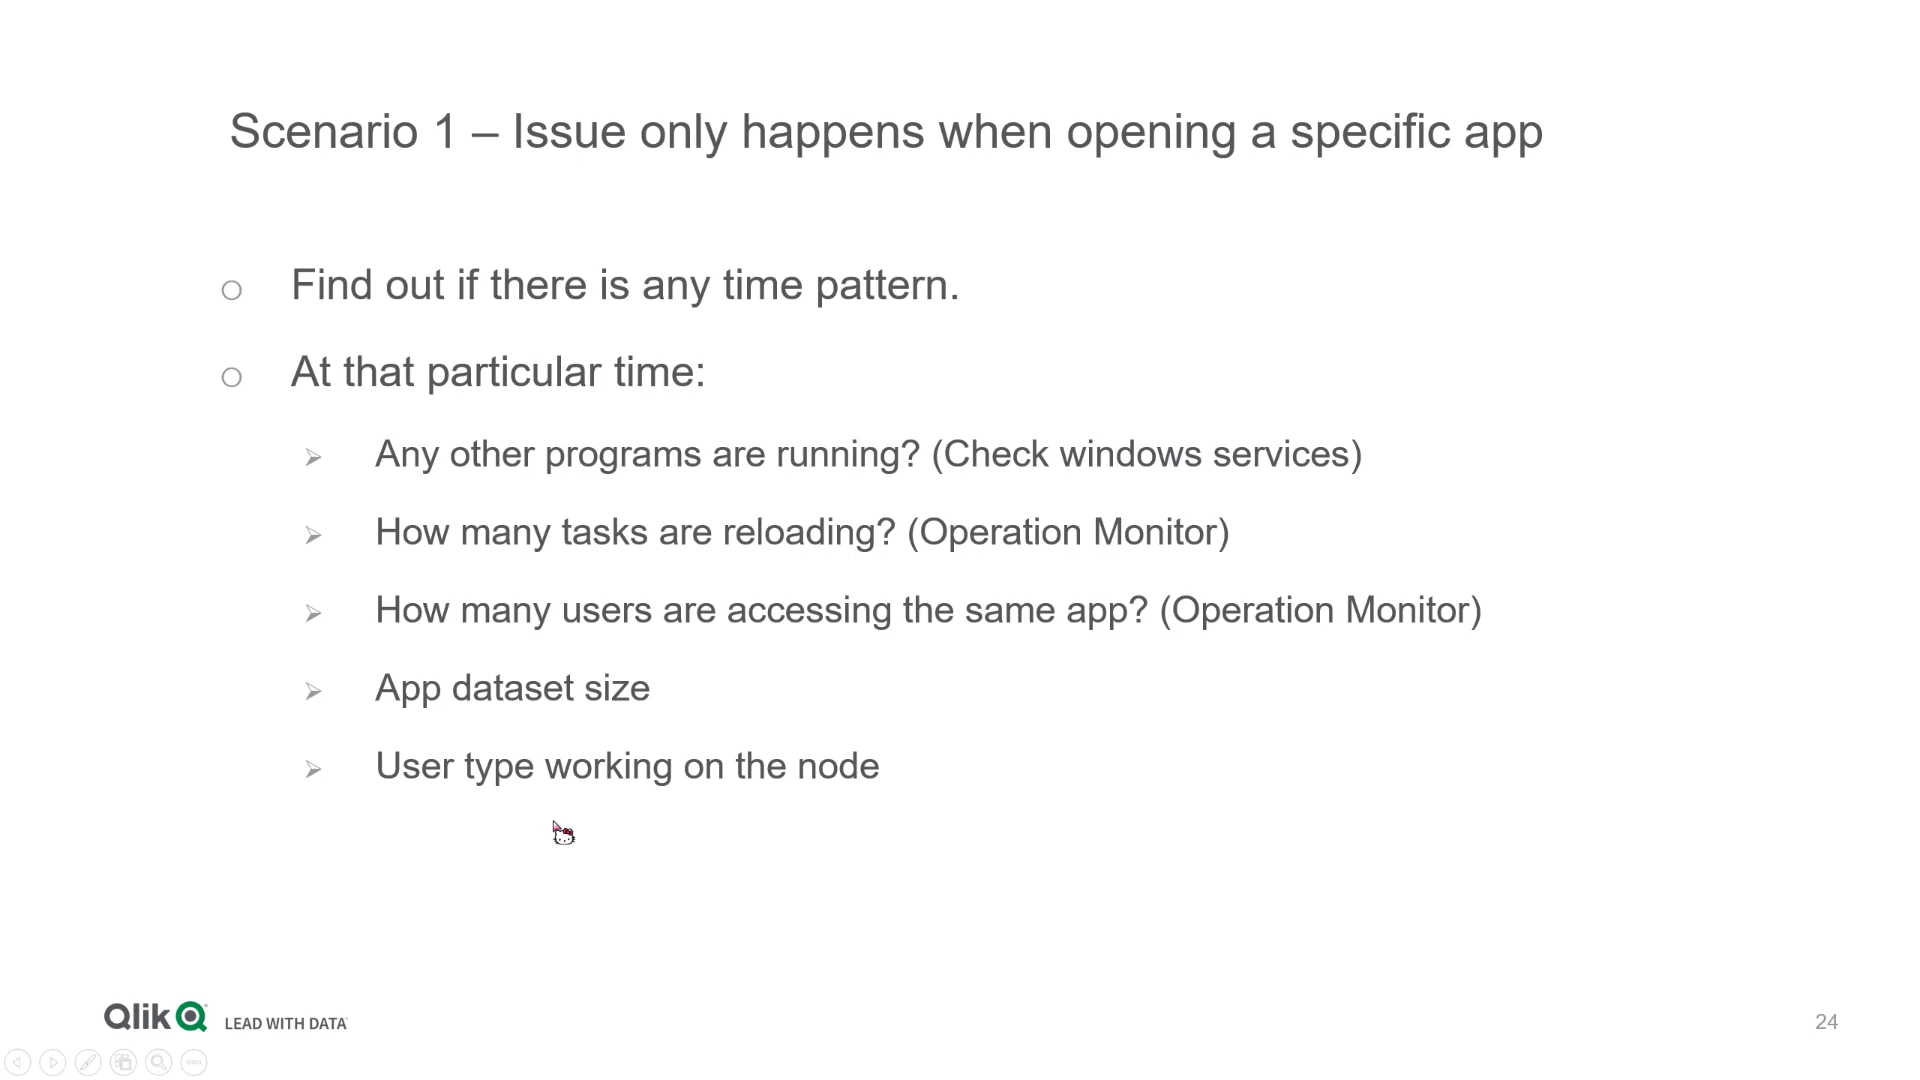 Scenario 1 – Issue only happens when opening a specific app
Find out if there is any time pattern.
At that particular time:
Any other programs are running? (Check windows services)
How many tasks are reloading? (Operation Monitor)
How many users are accessing the same app? (Operation Monitor)
App dataset size
User type working on the node
Qlik LEAD WITH DATA
24